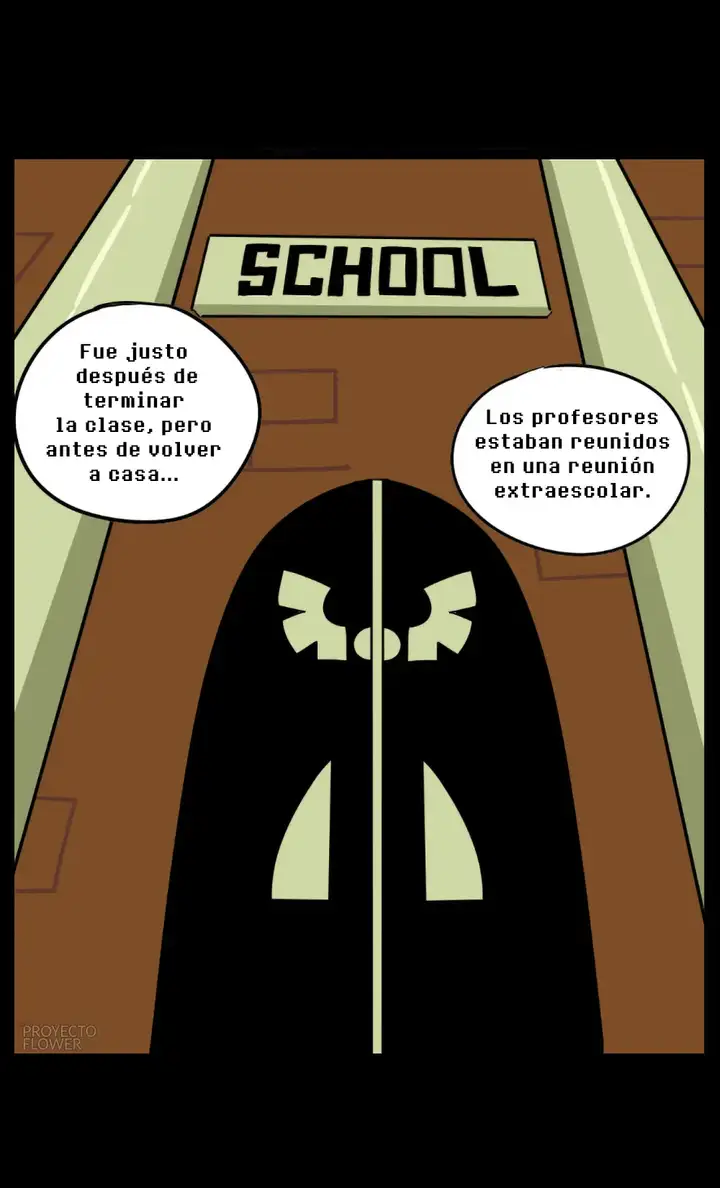 SCHOOL
Fue justo
después de
terminar
la clase, pero
antes de volver
a casa...
Los profesores
estaban reunidos
en una reunión
extraescolar.
PROYECTO
FLOWER